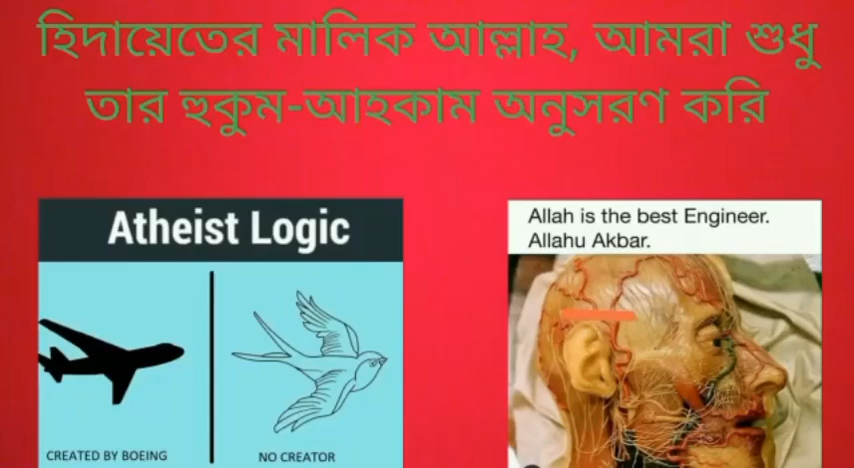 হিদায়েতের মালিক আল্লাহ, আমরা শুধু
তার হুকুম-আহকাম অনুসরণ করি
Atheist Logic
CREATED BY BOEING
NO CREATOR
Allah is the best Engineer.
Allahu Akbar.